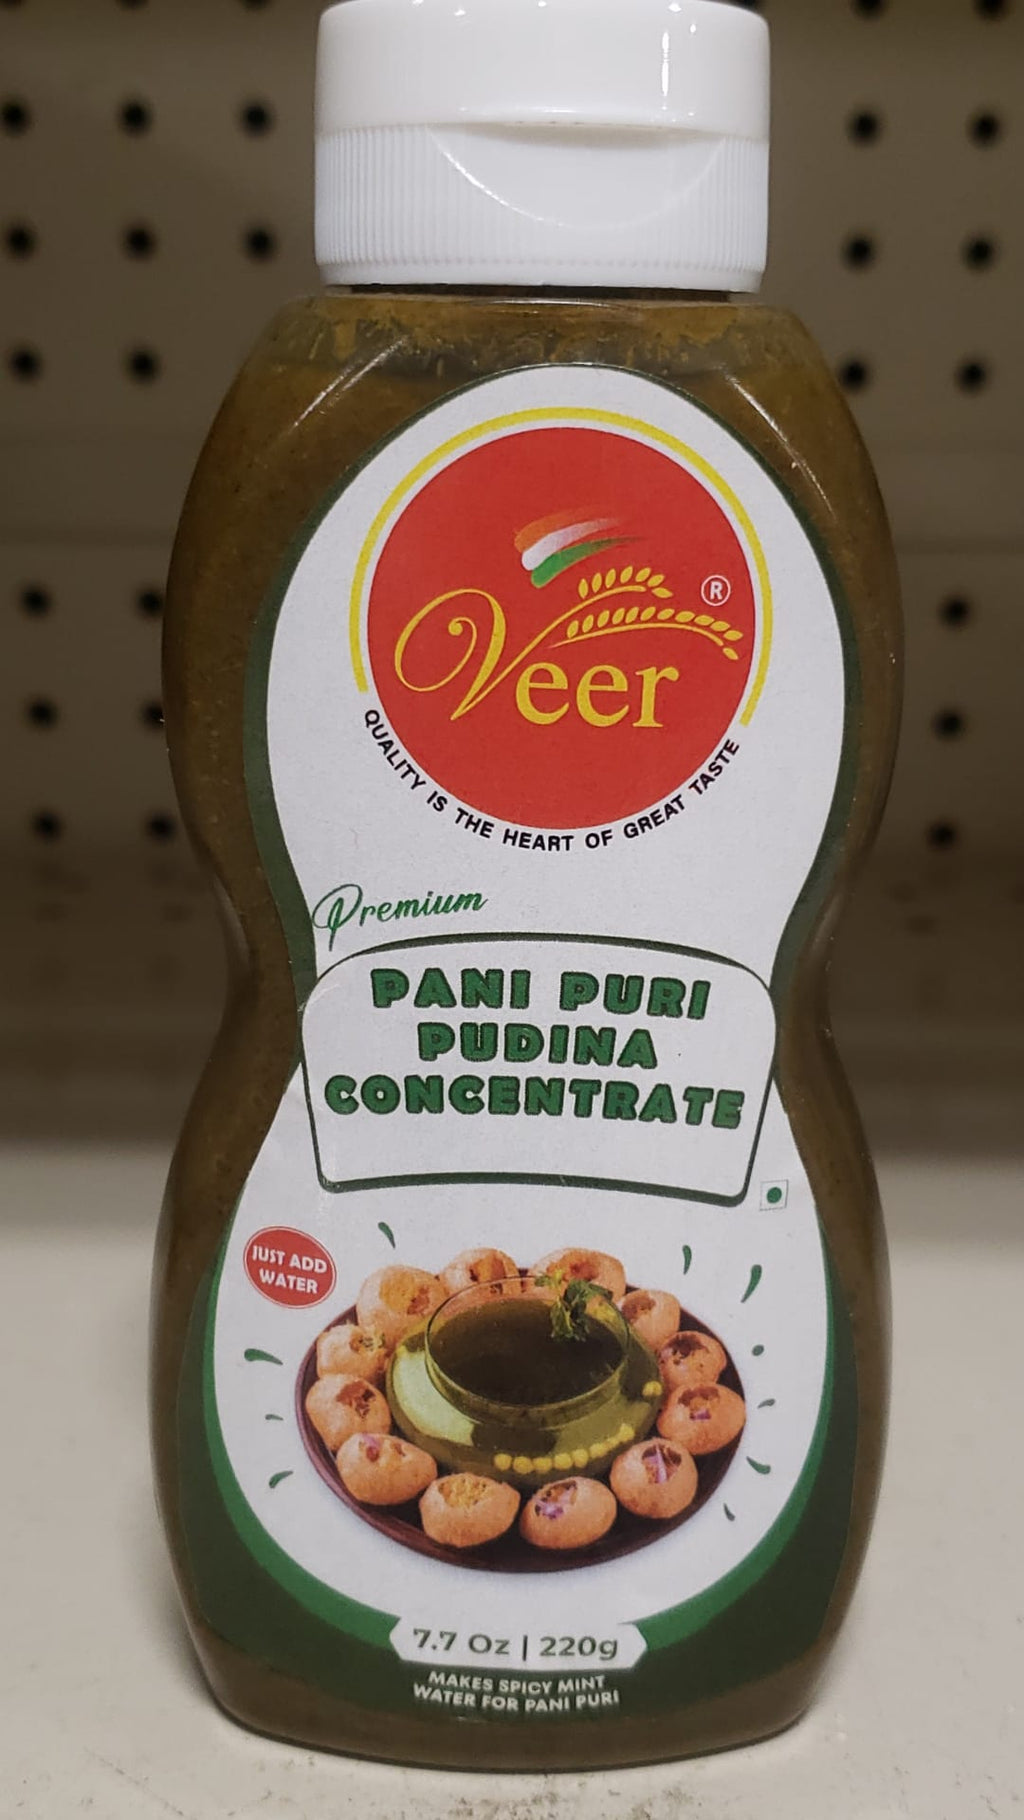 Veer ®
QUALITY IS THE HEART OF GREAT TASTE
Premium
PANI PURI
PUDINA
CONCENTRATE
JUST ADD
WATER
7.7 Oz | 220g
MAKES SPICY MINT
WATER FOR PANI PURI